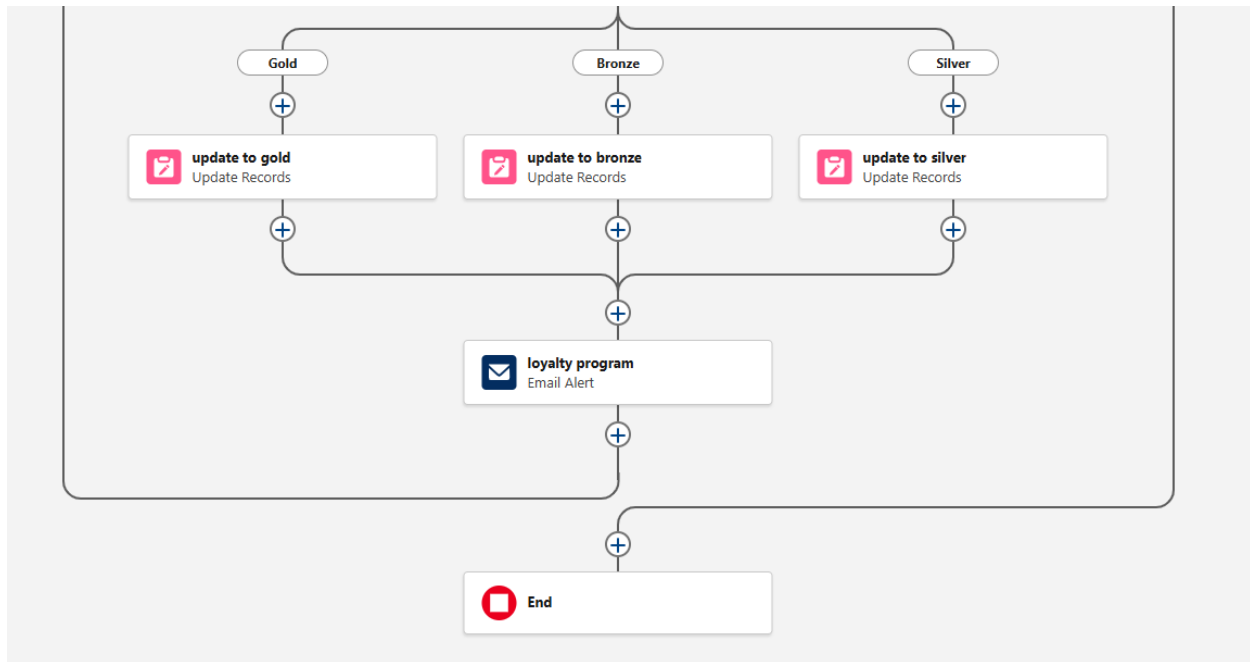 Gold
Bronze
Silver
update to gold
Update Records
update to bronze
Update Records
update to silver
Update Records
loyalty program
Email Alert
End